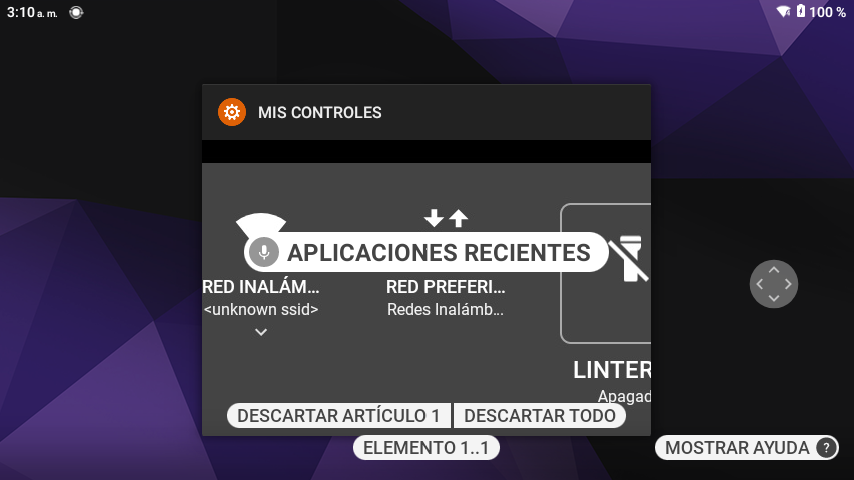 3:10 a. m.
100 %
MIS CONTROLES
APLICACIONES RECIENTES
RED INALÁM…
RED PREFERI…
<unknown ssid>
Redes Inalámb…
LINTER
Apagad
DESCARTAR ARTÍCULO 1
DESCARTAR TODO
ELEMENTO 1..1
MOSTRAR AYUDA ?